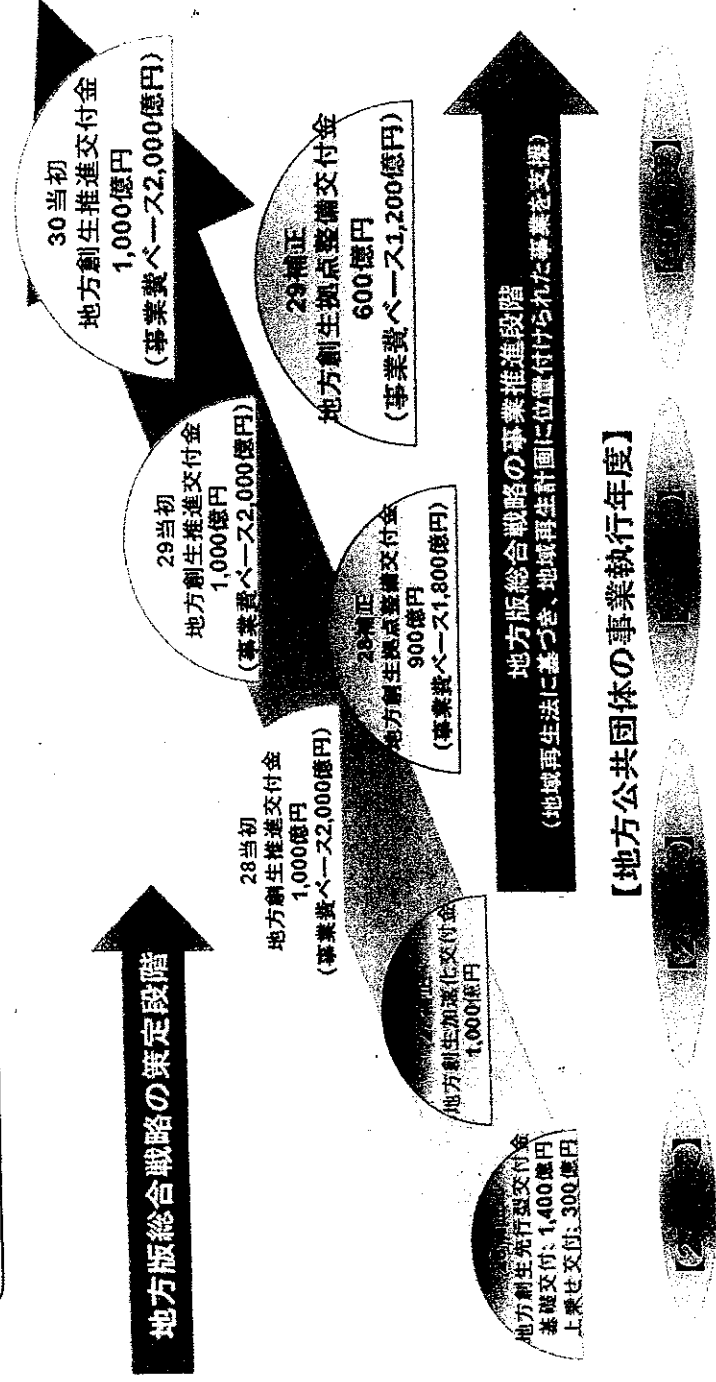 地方版総合戦略の策定段階
地方創生先行型交付金
基礎交付:1,400億円
上乗せ交付:300億円
地方創生加速化交付金
1,000億円
28当初
地方創生推進交付金
1,000億円
(事業費ベース2,000億円)
28補正
地方創生拠点整備交付金
900億円
(事業費ベース1,800億円)
29当初
地方創生推進交付金
1,000億円
(事業費ベース2,000億円)
29補正
地方創生拠点整備交付金
600億円
(事業費ベース1,200億円)
30当初
地方創生推進交付金
1,000億円
(事業費ベース2,000億円)
地方版総合戦略の事業推進段階
(地域再生法に基づき、地域再生計画に位置付けられた事業を支援)
【地方公共団体の事業執行年度】